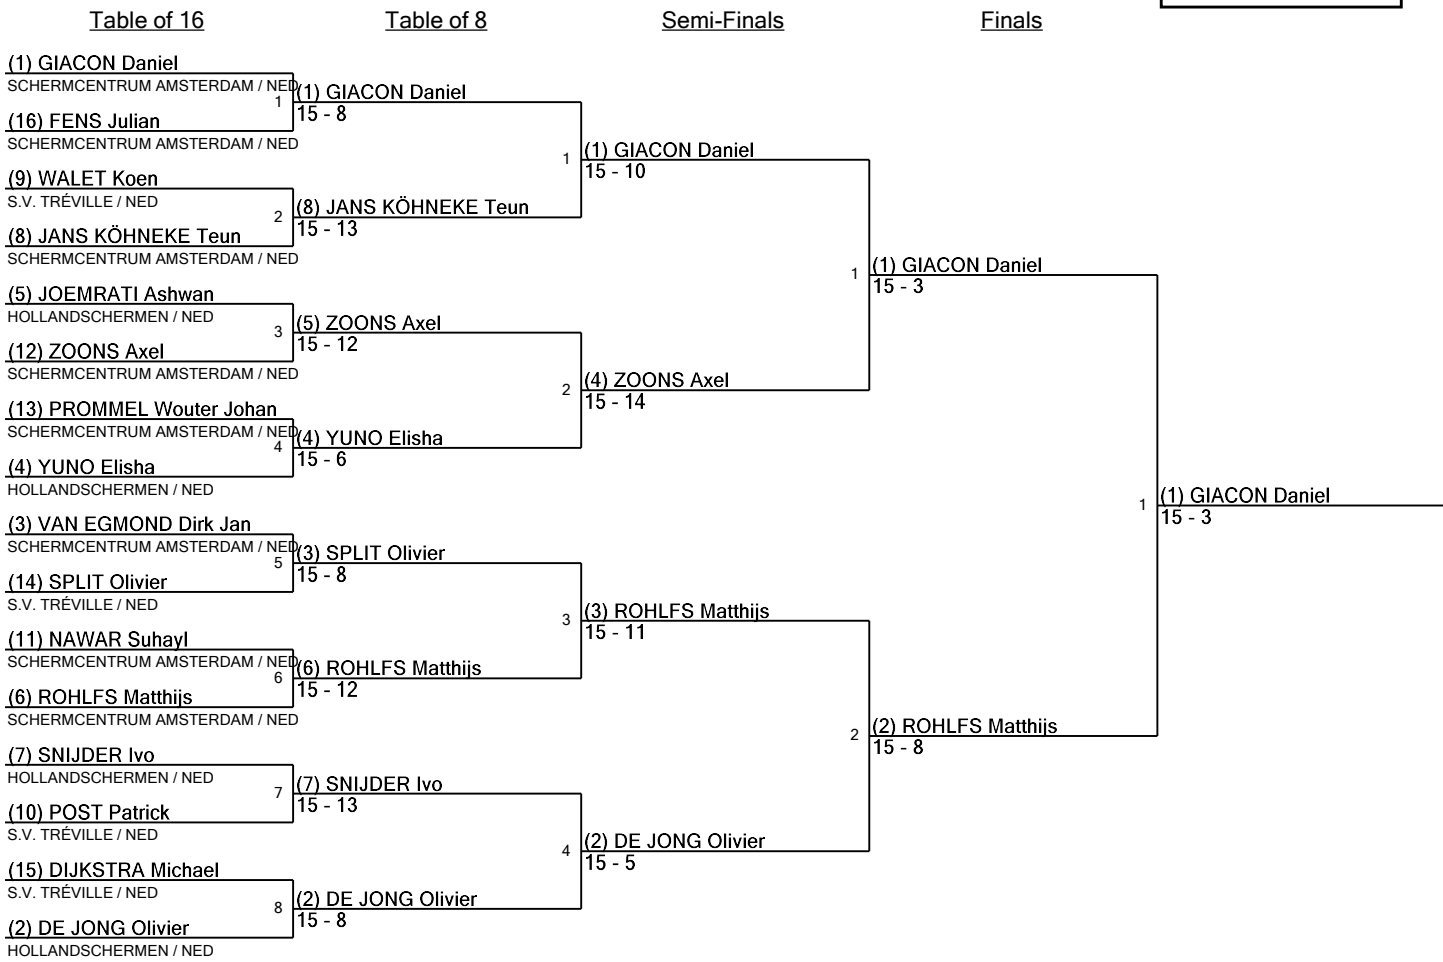 Table of 16
Table of 8
Semi-Finals
Finals
(1) GIACON Daniel
SCHERMCENTRUM AMSTERDAM / NED
(16) FENS Julian
SCHERMCENTRUM AMSTERDAM / NED
(9) WALET Koen
S.V. TRÉVILLE / NED
(8) JANS KÖHNEKE Teun
SCHERMCENTRUM AMSTERDAM / NED
(5) JOEMRATI Ashwan
HOLLANDSCHERMEN / NED
(12) ZOONS Axel
SCHERMCENTRUM AMSTERDAM / NED
(13) PROMMEL Wouter Johan
SCHERMCENTRUM AMSTERDAM / NED
(4) YUNO Elisha
HOLLANDSCHERMEN / NED
(3) VAN EGMOND Dirk Jan
SCHERMCENTRUM AMSTERDAM / NED
(14) SPLIT Olivier
S.V. TRÉVILLE / NED
(11) NAWAR Suhayl
SCHERMCENTRUM AMSTERDAM / NED
(6) ROHLFS Matthijs
SCHERMCENTRUM AMSTERDAM / NED
(7) SNIJDER Ivo
HOLLANDSCHERMEN / NED
(10) POST Patrick
S.V. TRÉVILLE / NED
(15) DIJKSTRA Michael
S.V. TRÉVILLE / NED
(2) DE JONG Olivier
HOLLANDSCHERMEN / NED
1
(1) GIACON Daniel
15 - 8
2
(8) JANS KÖHNEKE Teun
15 - 13
3
(5) ZOONS Axel
15 - 12
4
(4) YUNO Elisha
15 - 6
5
(3) SPLIT Olivier
15 - 8
6
(6) ROHLFS Matthijs
15 - 12
7
(7) SNIJDER Ivo
15 - 13
8
(2) DE JONG Olivier
15 - 8
1
(1) GIACON Daniel
15 - 10
2
(4) ZOONS Axel
15 - 14
3
(3) ROHLFS Matthijs
15 - 11
4
(2) DE JONG Olivier
15 - 5
1
(1) GIACON Daniel
15 - 3
2
(2) ROHLFS Matthijs
15 - 8
1
(1) GIACON Daniel
15 - 3